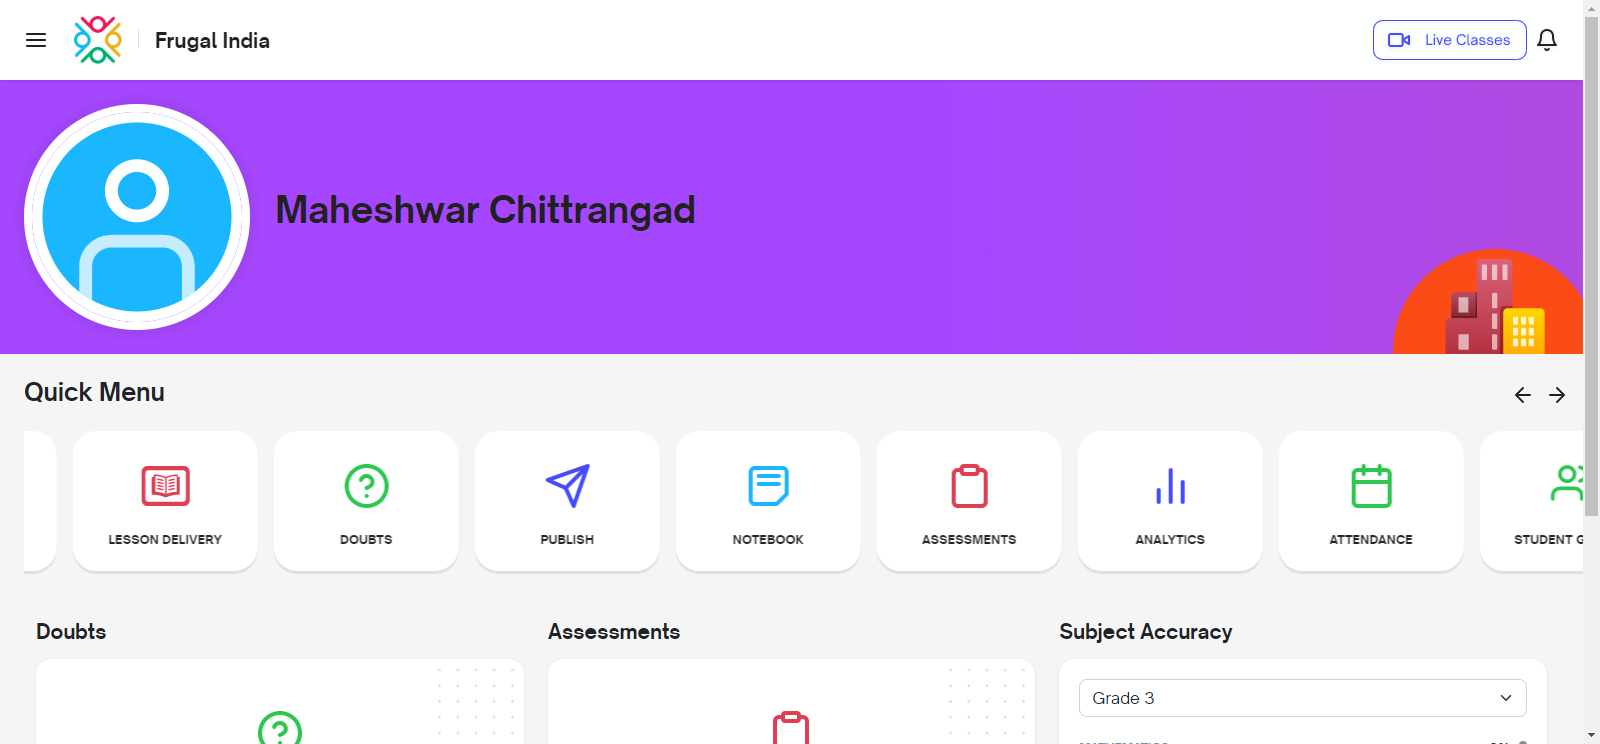 Frugal India
Live Classes
Maheshwar Chittrangad
Quick Menu
LESSON DELIVERY
DOUBTS
PUBLISH
NOTEBOOK
ASSESSMENTS
ANALYTICS
ATTENDANCE
STUDENT G
Doubts
Assessments
Subject Accuracy
Grade 3